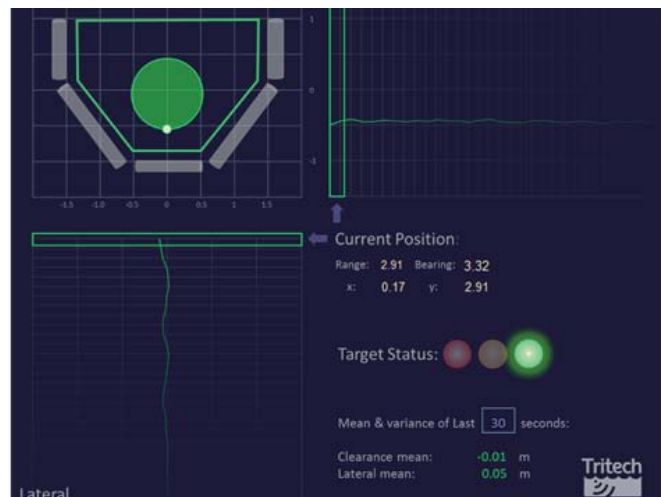 1
0
-1
-1.5 -1.0 -0.5 0 0.5 1 1.5
Current Position:
Range: 2.91 Bearing: 3.32
x: 0.17 y: 2.91
Target Status:
Mean & variance of Last 30 seconds:
Clearance mean: -0.01 m
Lateral mean: 0.05 m
Tritech
Lateral